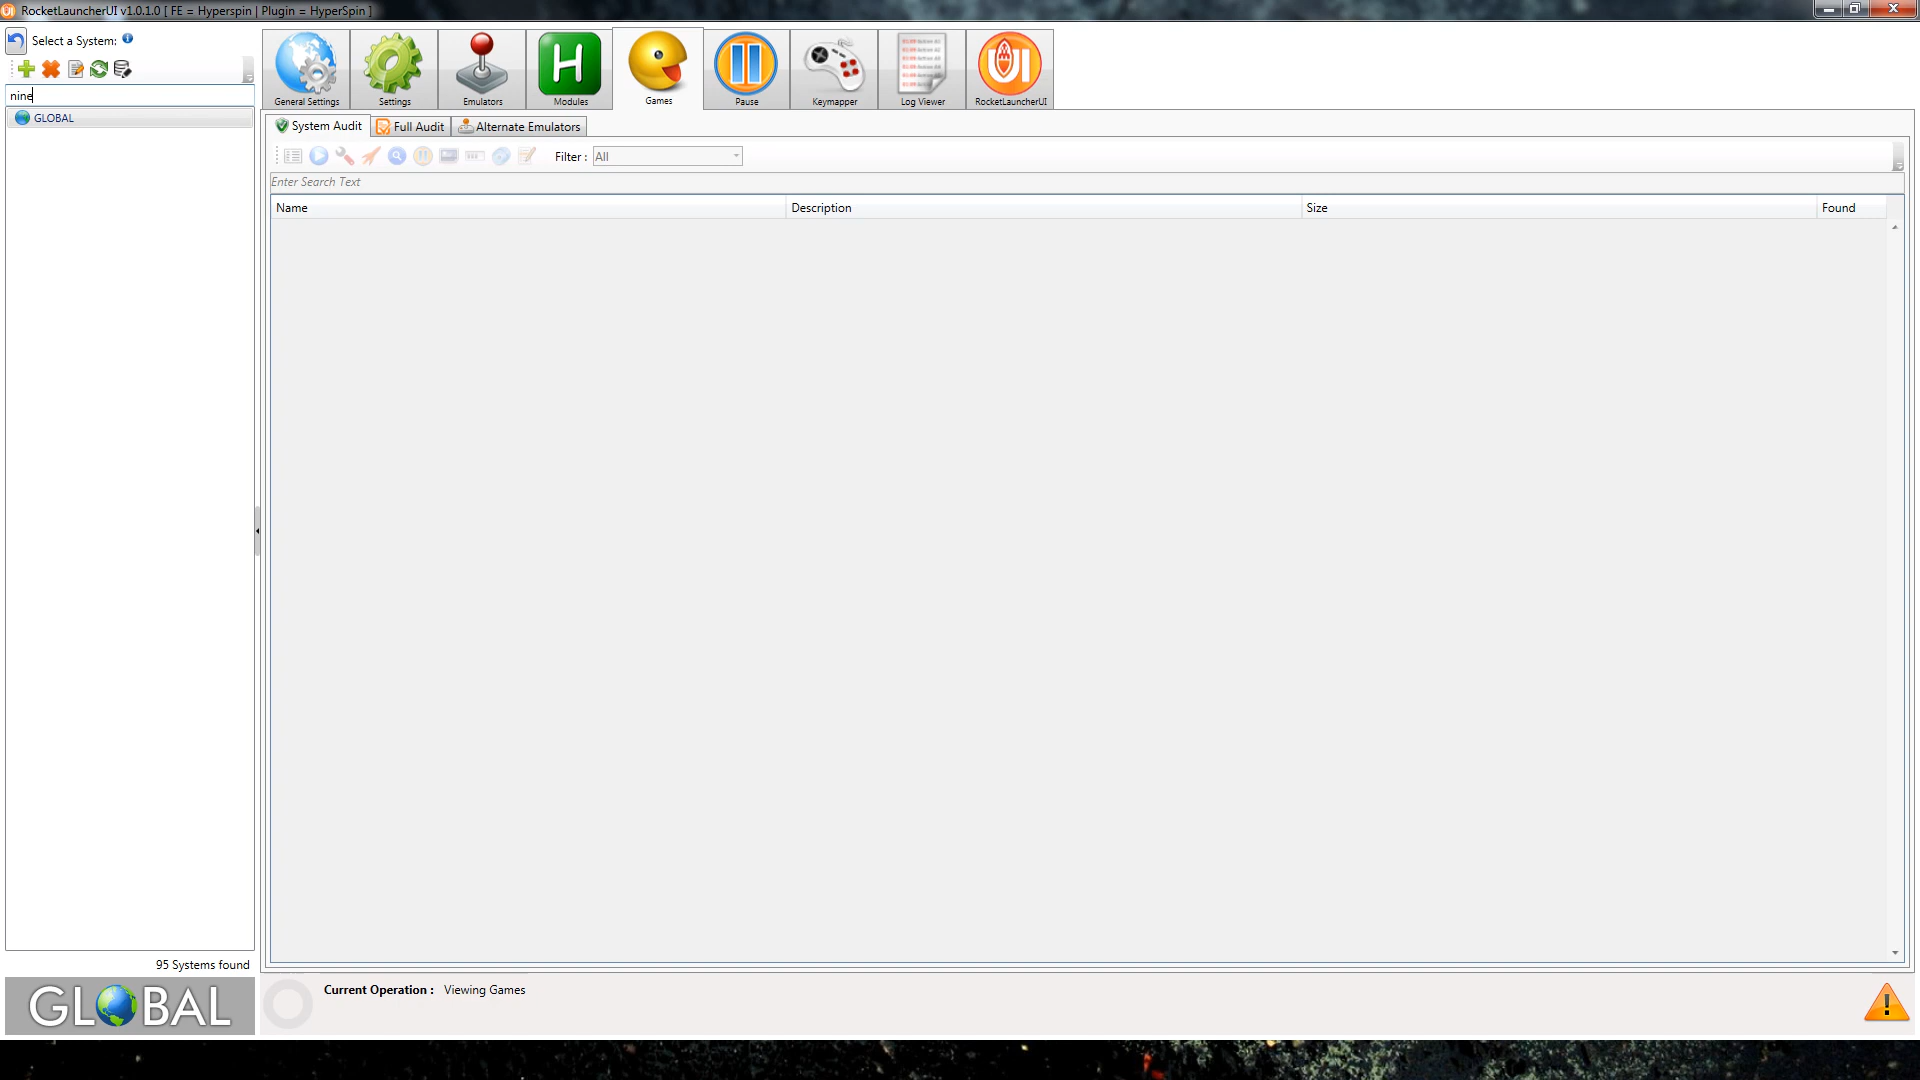 RocketLauncherUI v1.0.1.0 [ FE = Hyperspin | Plugin = HyperSpin ]
Select a System:
nine
GLOBAL
95 Systems found
GLOBAL
General Settings
Settings
Emulators
H
Modules
Games
Pause
Keymapper
Log Viewer
UI
RocketLauncherUI
System Audit
Full Audit
Alternate Emulators
Filter :
All
Enter Search Text
Name
Description
Size
Found
Current Operation : Viewing Games